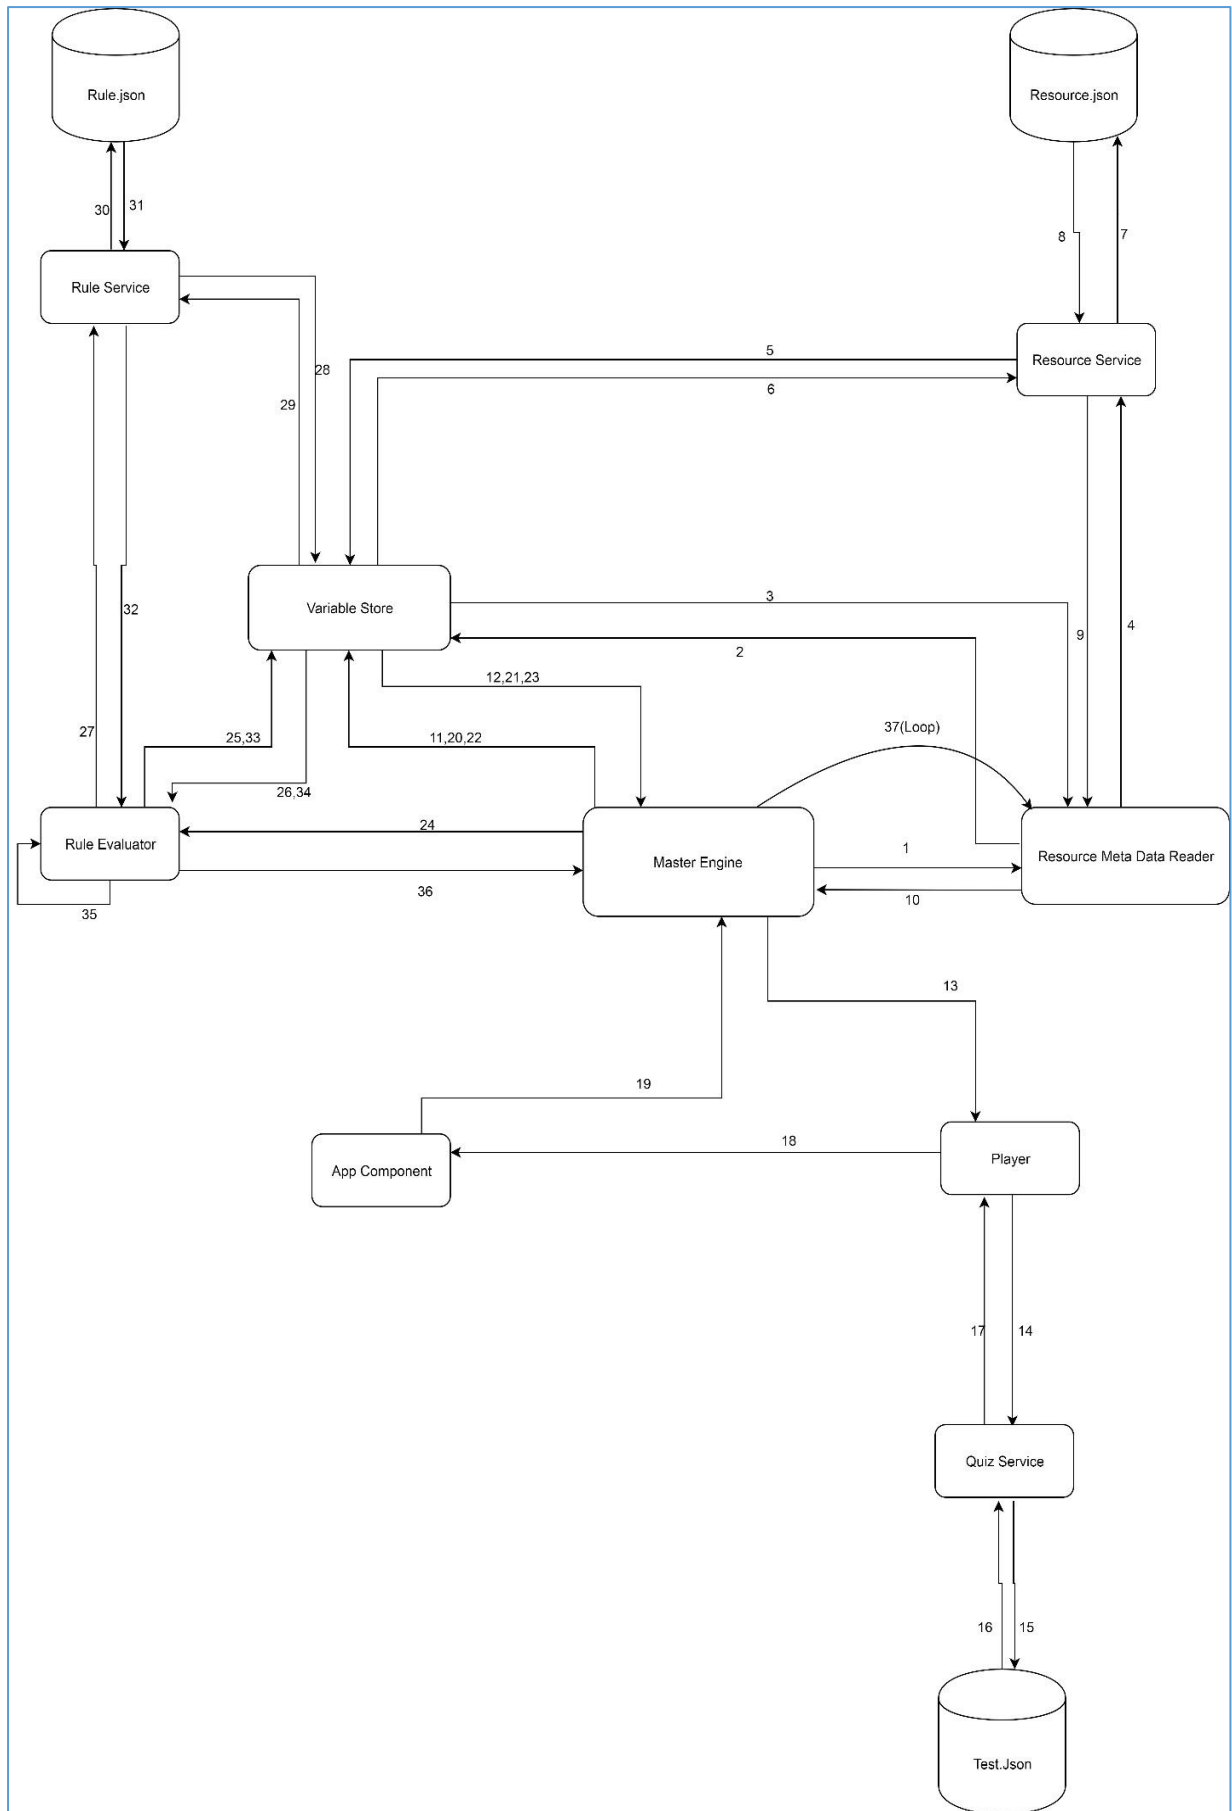 Rule.json
Resource.json
30
31
8
7
Rule Service
Resource Service
28
29
5
6
Variable Store
32
3
2
9
4
12,21,23
27
25,33
11,20,22
37(Loop)
26,34
Rule Evaluator
24
Master Engine
1
Resource Meta Data Reader
35
36
10
13
19
App Component
18
Player
17
14
Quiz Service
16
15
Test.Json